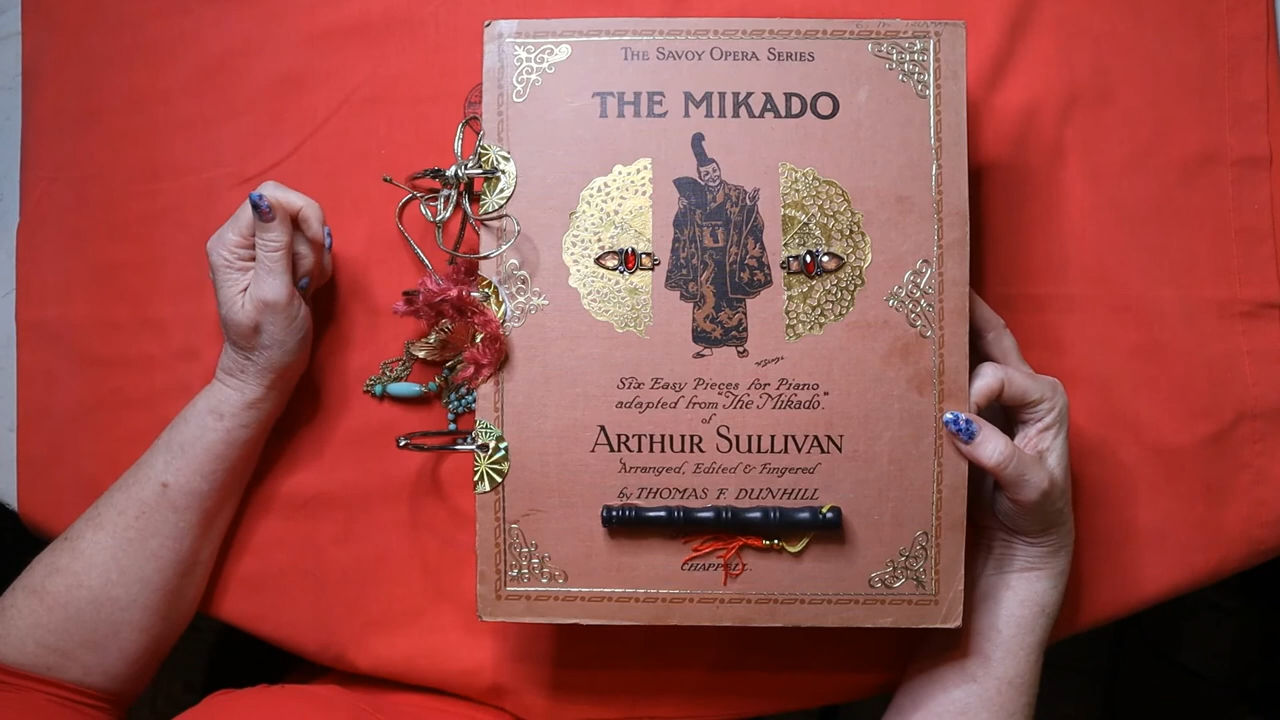 THE SAVOY OPERA SERIES
THE MIKADO
Six Easy Pieces for Piano
adapted from "The Mikado."
of
ARTHUR SULLIVAN
Arranged, Edited & Fingered
by THOMAS F. DUNHILL
CHAPPELL.